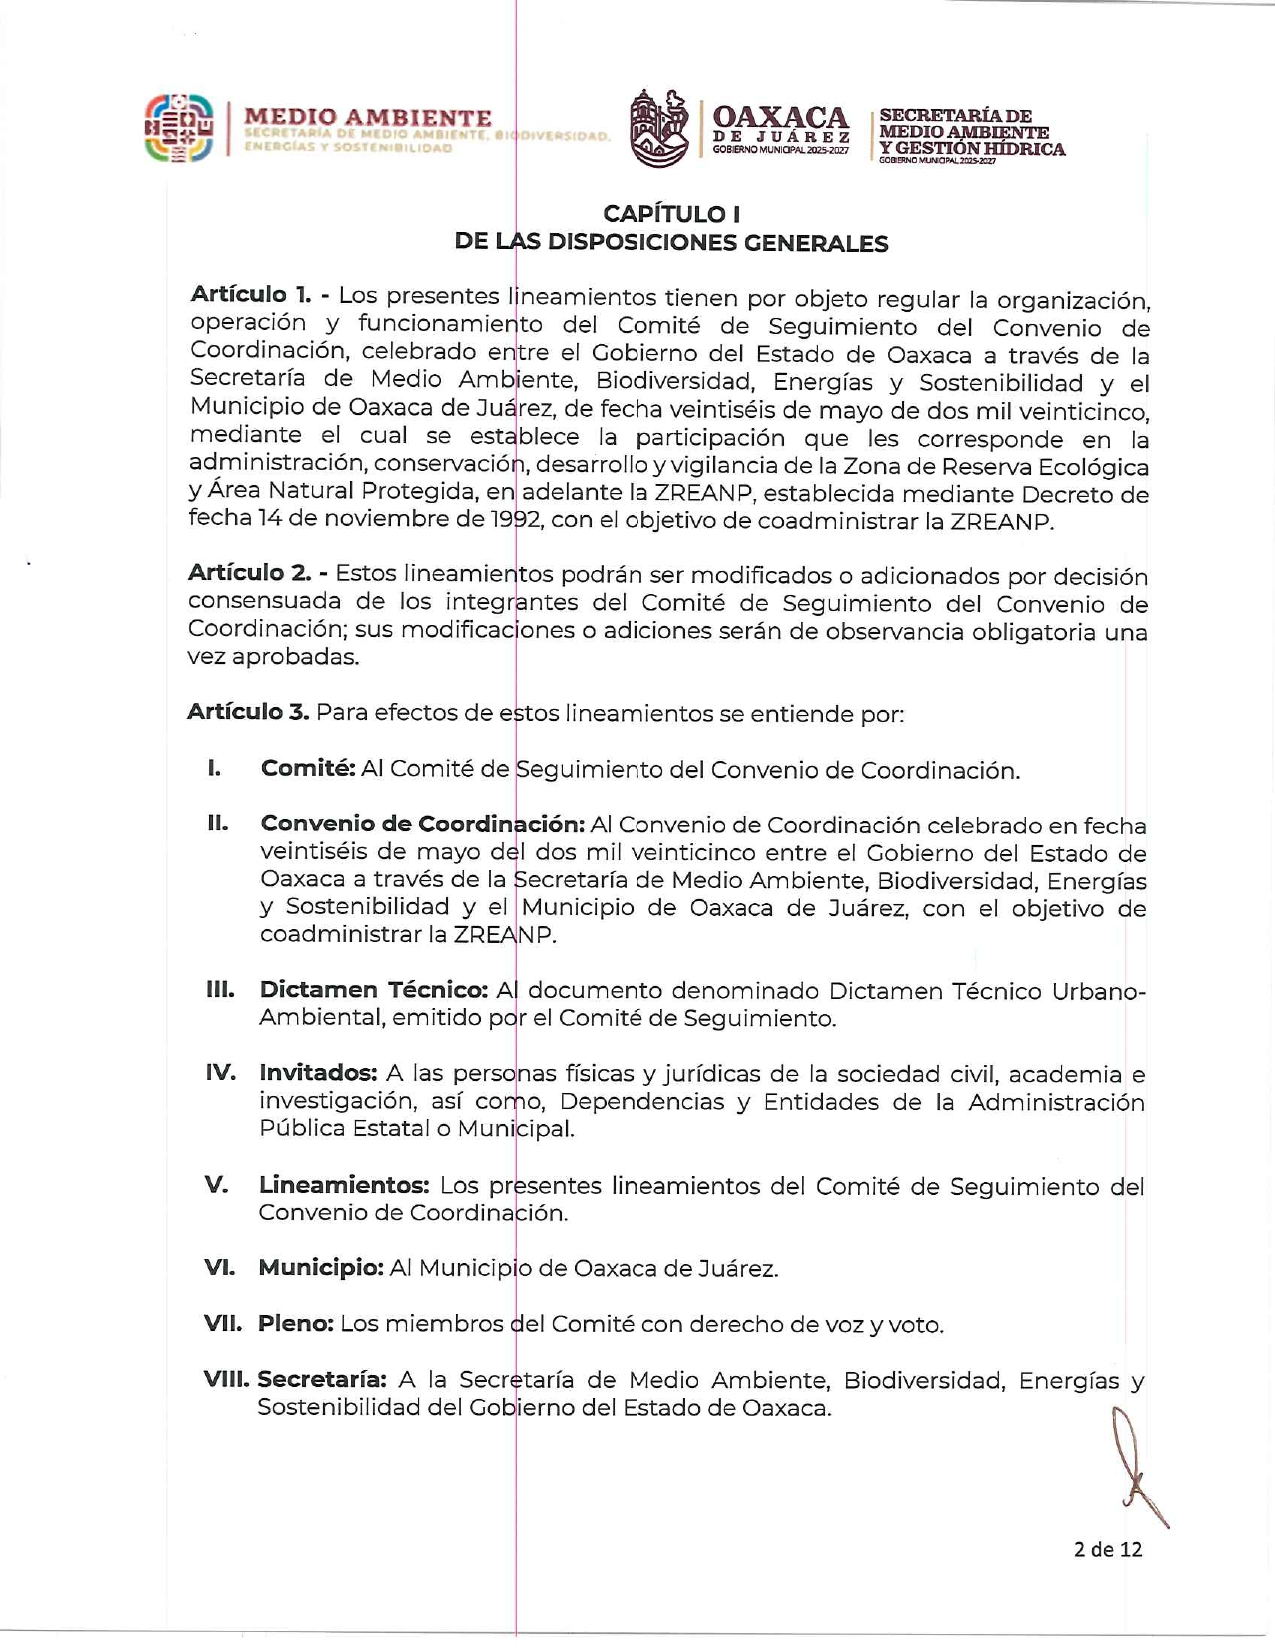 MEDIO AMBIENTE
SECRETARÍA DE MEDIO AMBIENTE, BIODIVERSIDAD,
ENERGÍAS Y SOSTENIBILIDAD
OAXACA
DE JUÁREZ
GOBIERNO MUNICIPAL 2025-2027
SECRETARÍA DE
MEDIO AMBIENTE
Y GESTIÓN HÍDRICA
GOBIERNO MUNICIPAL 2025-2027
CAPÍTULO I
DE LAS DISPOSICIONES GENERALES
Artículo 1. - Los presentes lineamientos tienen por objeto regular la organización,
operación y funcionamiento del Comité de Seguimiento del Convenio de
Coordinación, celebrado entre el Gobierno del Estado de Oaxaca a través de la
Secretaría de Medio Ambiente, Biodiversidad, Energías y Sostenibilidad y el
Municipio de Oaxaca de Juárez, de fecha veintiséis de mayo de dos mil veinticinco,
mediante el cual se establece la participación que les corresponde en la
administración, conservación, desarrollo y vigilancia de la Zona de Reserva Ecológica
y Área Natural Protegida, en adelante la ZREANP, establecida mediante Decreto de
fecha 14 de noviembre de 1992, con el objetivo de coadministrar la ZREANP.
Artículo 2. - Estos lineamientos podrán ser modificados o adicionados por decisión
consensuada de los integrantes del Comité de Seguimiento del Convenio de
Coordinación; sus modificaciones o adiciones serán de observancia obligatoria una
vez aprobadas.
Artículo 3. Para efectos de estos lineamientos se entiende por:
I. Comité: Al Comité de Seguimiento del Convenio de Coordinación.
II. Convenio de Coordinación: Al Convenio de Coordinación celebrado en fecha
veintiséis de mayo del dos mil veinticinco entre el Gobierno del Estado de
Oaxaca a través de la Secretaría de Medio Ambiente, Biodiversidad, Energías
y Sostenibilidad y el Municipio de Oaxaca de Juárez, con el objetivo de
coadministrar la ZREANP.
III. Dictamen Técnico: Al documento denominado Dictamen Técnico Urbano-
Ambiental, emitido por el Comité de Seguimiento.
IV. Invitados: A las personas físicas y jurídicas de la sociedad civil, academia e
investigación, así como, Dependencias y Entidades de la Administración
Pública Estatal o Municipal.
V. Lineamientos: Los presentes lineamientos del Comité de Seguimiento del
Convenio de Coordinación.
VI. Municipio: Al Municipio de Oaxaca de Juárez.
VII. Pleno: Los miembros del Comité con derecho de voz y voto.
VIII. Secretaría: A la Secretaría de Medio Ambiente, Biodiversidad, Energías y
Sostenibilidad del Gobierno del Estado de Oaxaca.
2 de 12